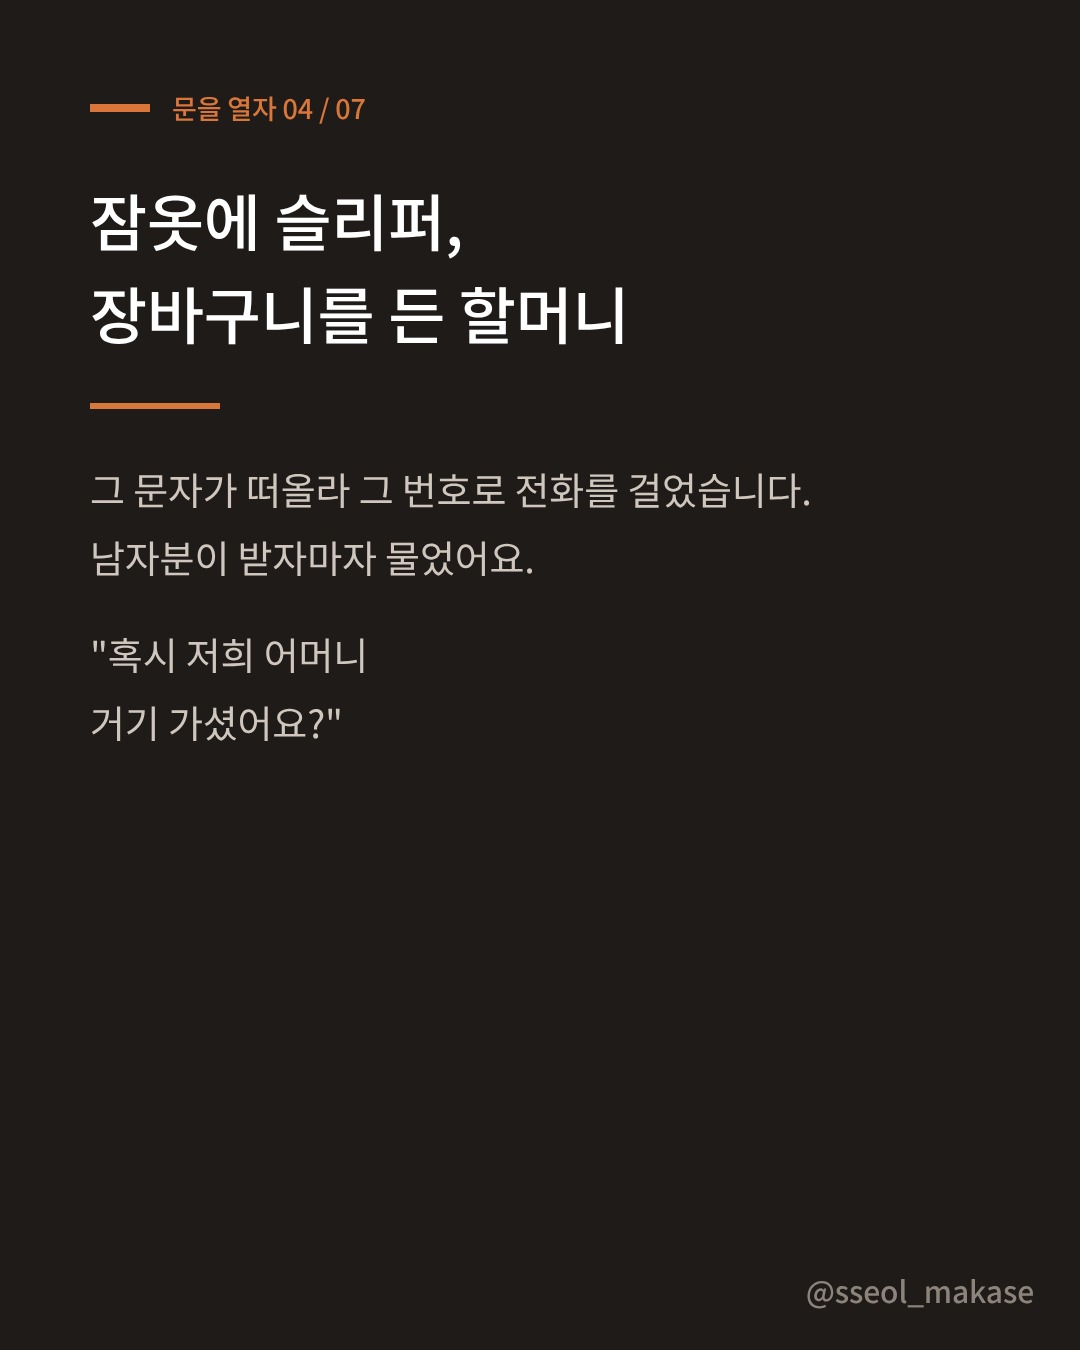 문을 열자 04 / 07
잠옷에 슬리퍼,
장바구니를 든 할머니
그 문자가 떠올라 그 번호로 전화를 걸었습니다.
남자분이 받자마자 물었어요.
"혹시 저희 어머니
거기 가셨어요?"
@sseol_makase